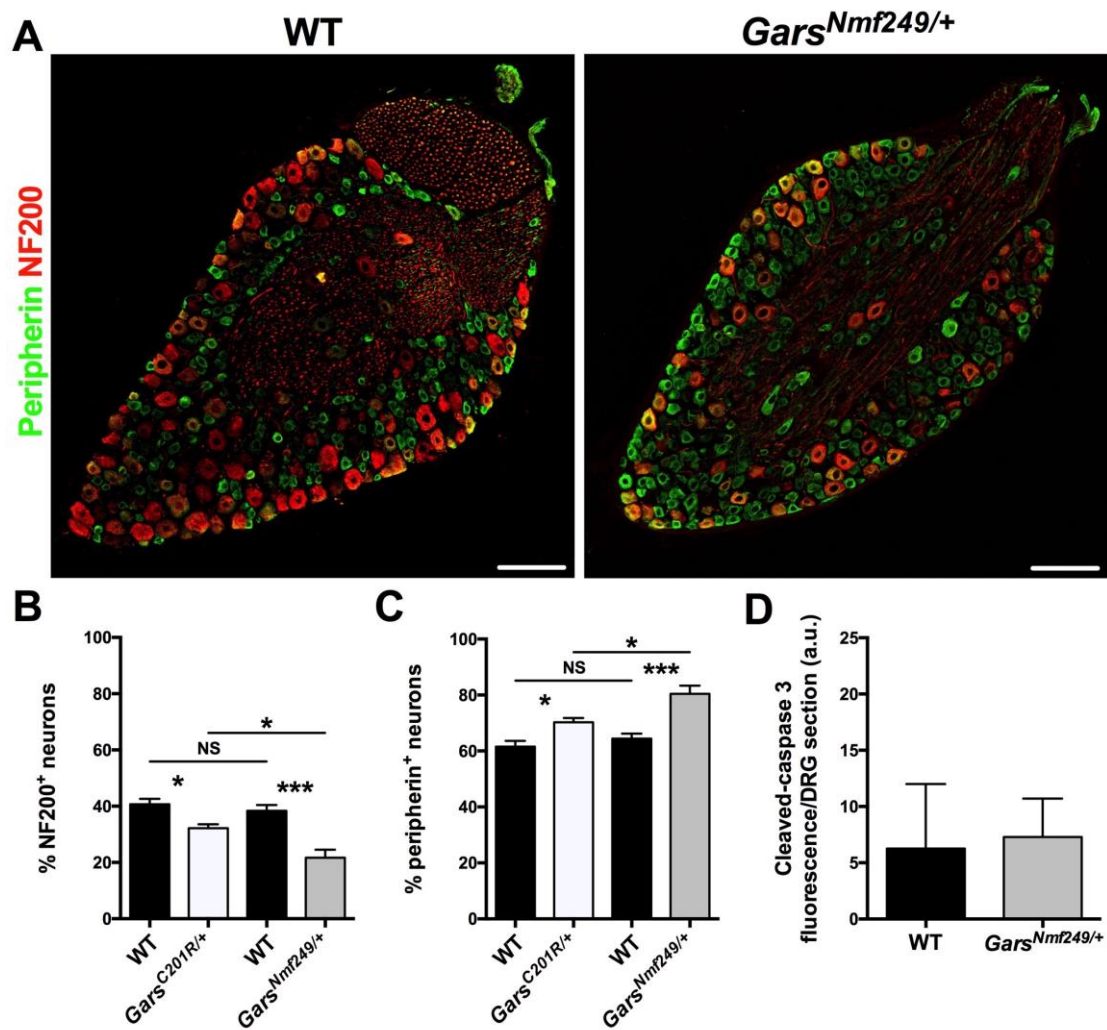 A
WT
Gars^Nmf249/+
Peripherin NF200
B
% NF200+ neurons
100
80
60
40
20
0
*
NS
*
***
WT
Gars^C201R/+
WT
Gars^Nmf249/+
C
% peripherin+ neurons
100
80
60
40
20
0
*
NS
***
*
WT
Gars^C201R/+
WT
Gars^Nmf249/+
D
Cleaved-caspase 3
fluorescence/DRG section (a.u.)
25
20
15
10
5
0
WT
Gars^Nmf249/+